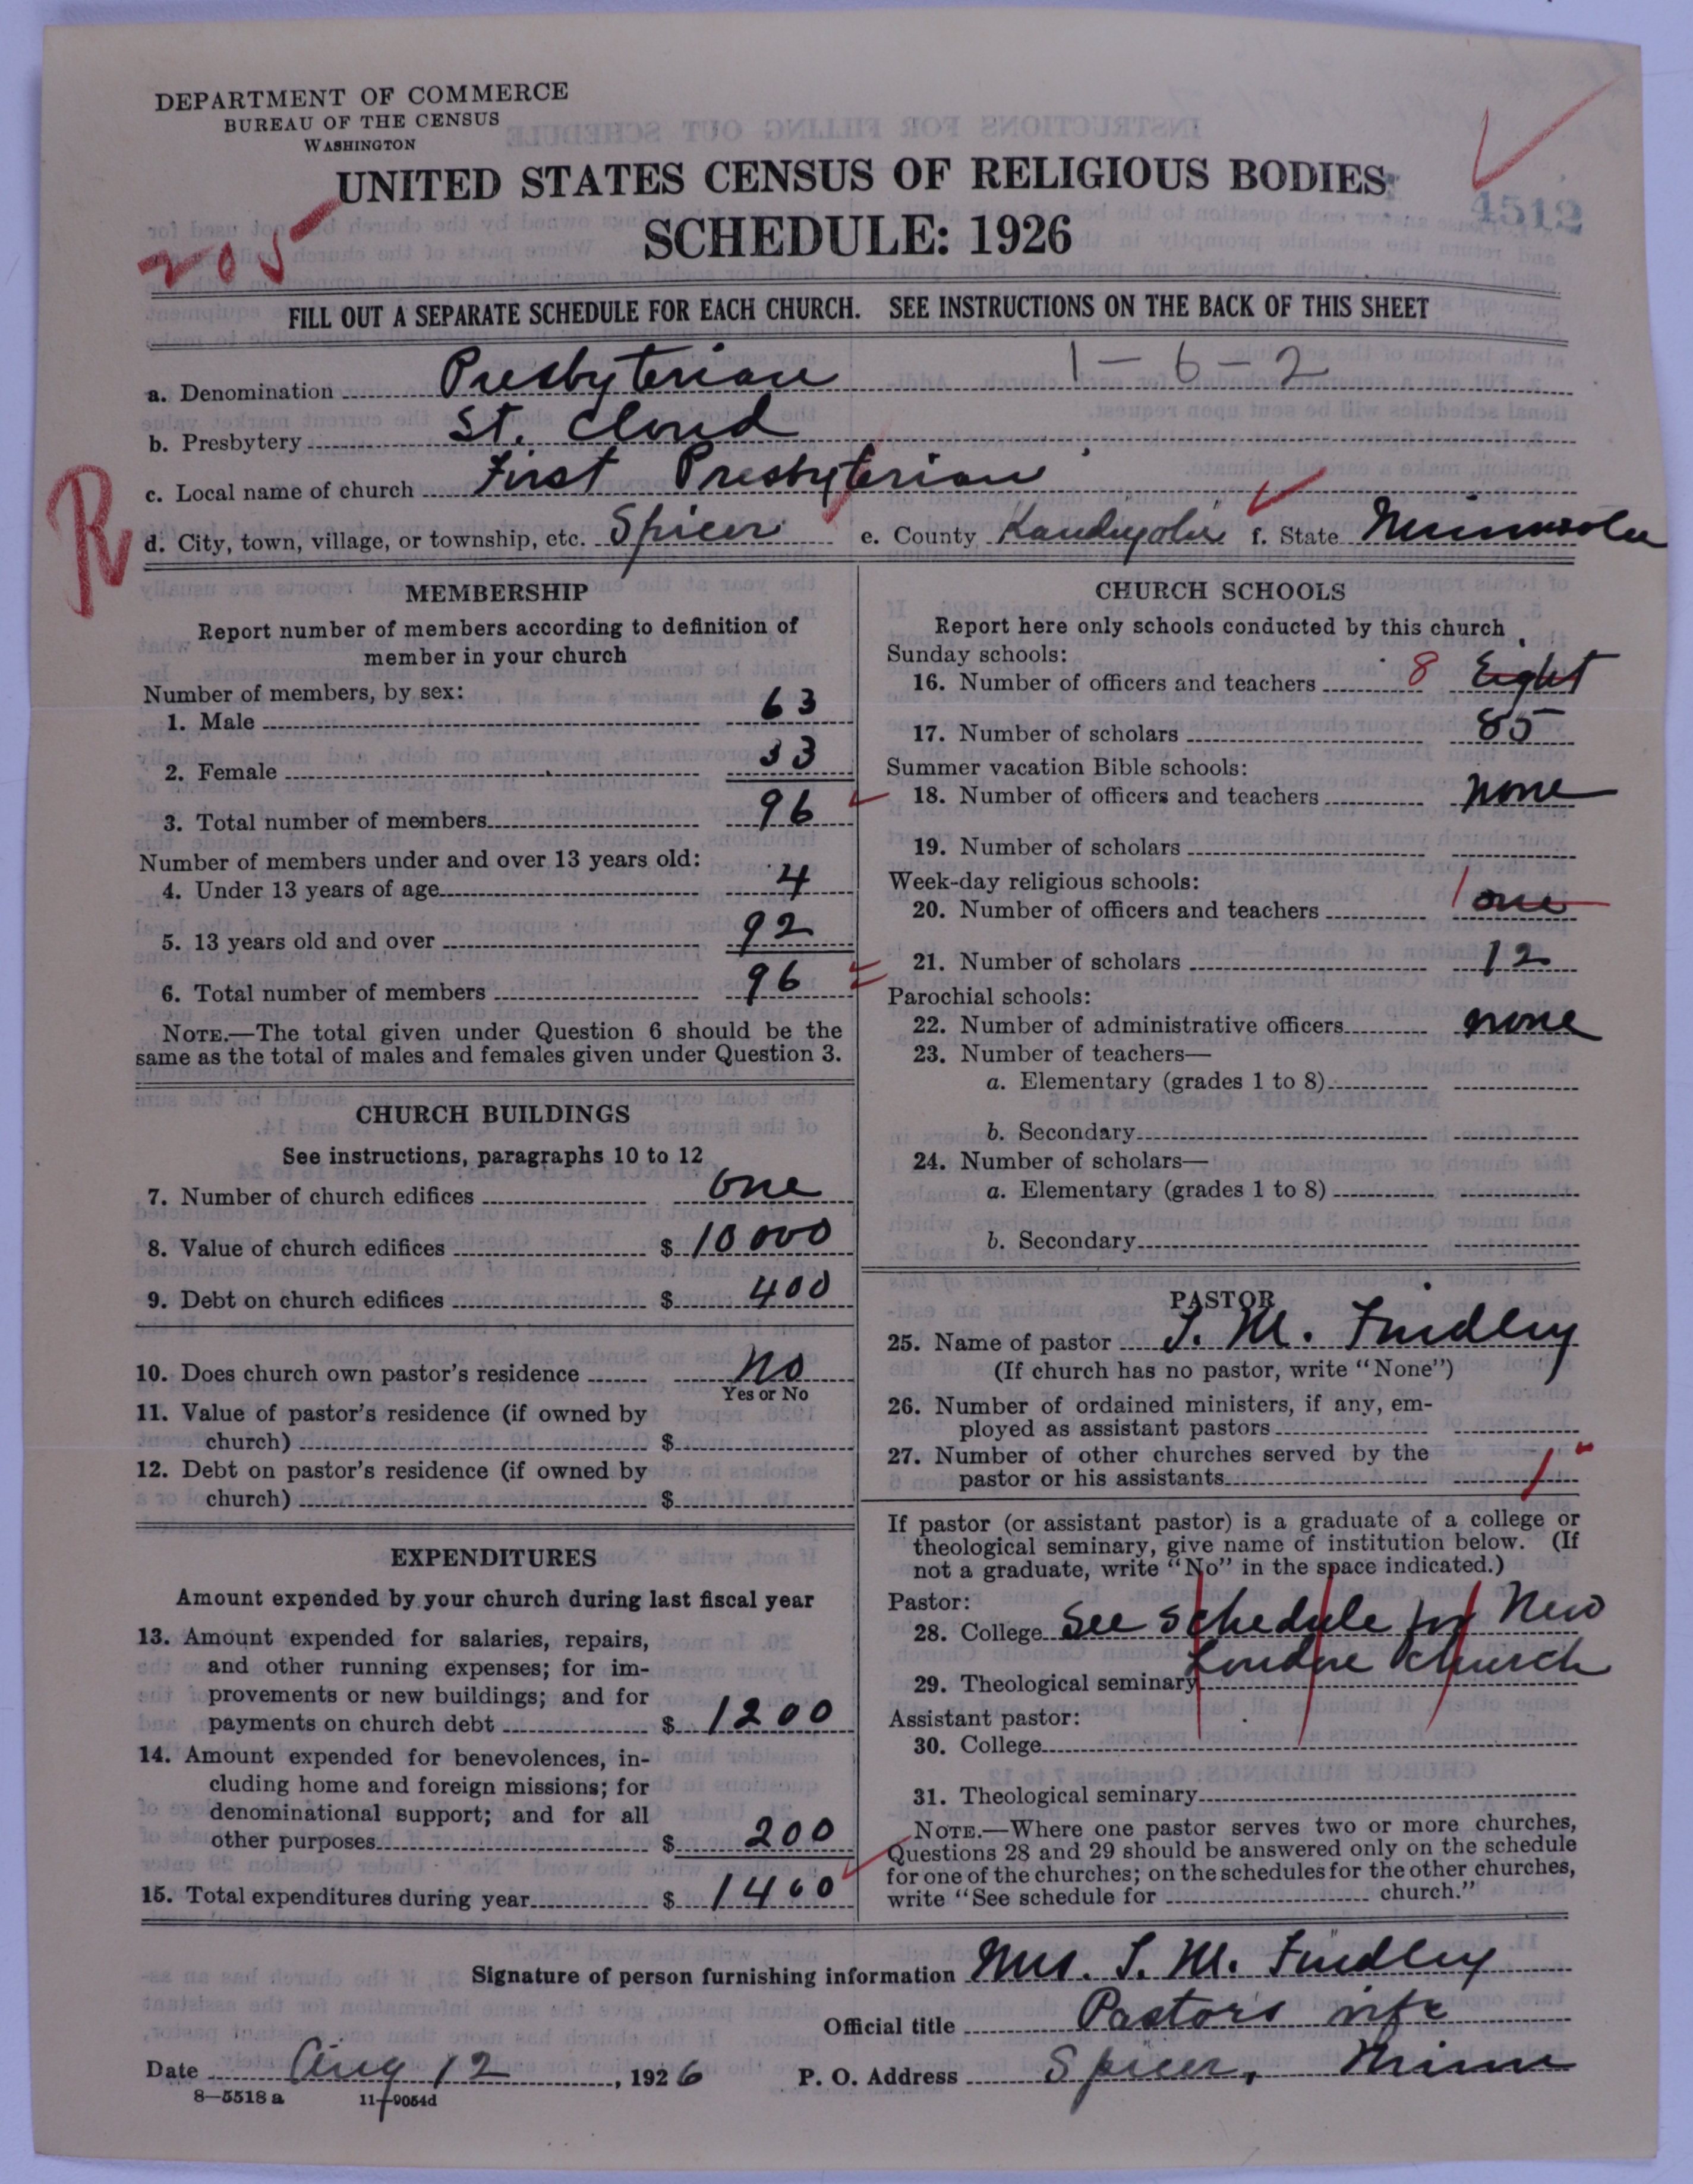 DEPARTMENT OF COMMERCE
BUREAU OF THE CENSUS
WASHINGTON
UNITED STATES CENSUS OF RELIGIOUS BODIES
4512
SCHEDULE: 1926
205
FILL OUT A SEPARATE SCHEDULE FOR EACH CHURCH. SEE INSTRUCTIONS ON THE BACK OF THIS SHEET
a. Denomination Presbyterian 1-6-2
b. Presbytery St. Cloud
c. Local name of church First Presbyterian
R
d. City, town, village, or township, etc. Spicer e. County Kandiyohi f. State Minnesota
MEMBERSHIP
Report number of members according to definition of
member in your church
Number of members, by sex:
1. Male 63
2. Female 33
3. Total number of members 96
Number of members under and over 13 years old:
4. Under 13 years of age 4
5. 13 years old and over 92
6. Total number of members 96
NOTE.—The total given under Question 6 should be the
same as the total of males and females given under Question 3.
CHURCH BUILDINGS
See instructions, paragraphs 10 to 12
7. Number of church edifices One
8. Value of church edifices $ 10000
9. Debt on church edifices $ 400
10. Does church own pastor's residence No
Yes or No
11. Value of pastor's residence (if owned by
church) $
12. Debt on pastor's residence (if owned by
church) $
EXPENDITURES
Amount expended by your church during last fiscal year
13. Amount expended for salaries, repairs,
and other running expenses; for im-
provements or new buildings; and for
payments on church debt $ 1200
14. Amount expended for benevolences, in-
cluding home and foreign missions; for
denominational support; and for all
other purposes $ 200
15. Total expenditures during year $ 1400
CHURCH SCHOOLS
Report here only schools conducted by this church
Sunday schools:
16. Number of officers and teachers 8 Eight
17. Number of scholars 85
Summer vacation Bible schools:
18. Number of officers and teachers none
19. Number of scholars
Week-day religious schools:
20. Number of officers and teachers 1 one
21. Number of scholars 12
Parochial schools:
22. Number of administrative officers none
23. Number of teachers—
a. Elementary (grades 1 to 8)
b. Secondary
24. Number of scholars—
a. Elementary (grades 1 to 8)
b. Secondary
PASTOR
25. Name of pastor T. M. Findley
(If church has no pastor, write "None")
26. Number of ordained ministers, if any, em-
ployed as assistant pastors
27. Number of other churches served by the
pastor or his assistants 1
If pastor (or assistant pastor) is a graduate of a college or
theological seminary, give name of institution below. (If
not a graduate, write "No" in the space indicated.)
Pastor:
28. College See schedule for New
London Church
29. Theological seminary
Assistant pastor:
30. College
31. Theological seminary
NOTE.—Where one pastor serves two or more churches,
Questions 28 and 29 should be answered only on the schedule
for one of the churches; on the schedules for the other churches,
write "See schedule for church."
Signature of person furnishing information Mrs. T. M. Findley
Official title Pastor's wife
Date Aug 12, 1926 P. O. Address Spicer, Minn
8—5518 a 11—9054d